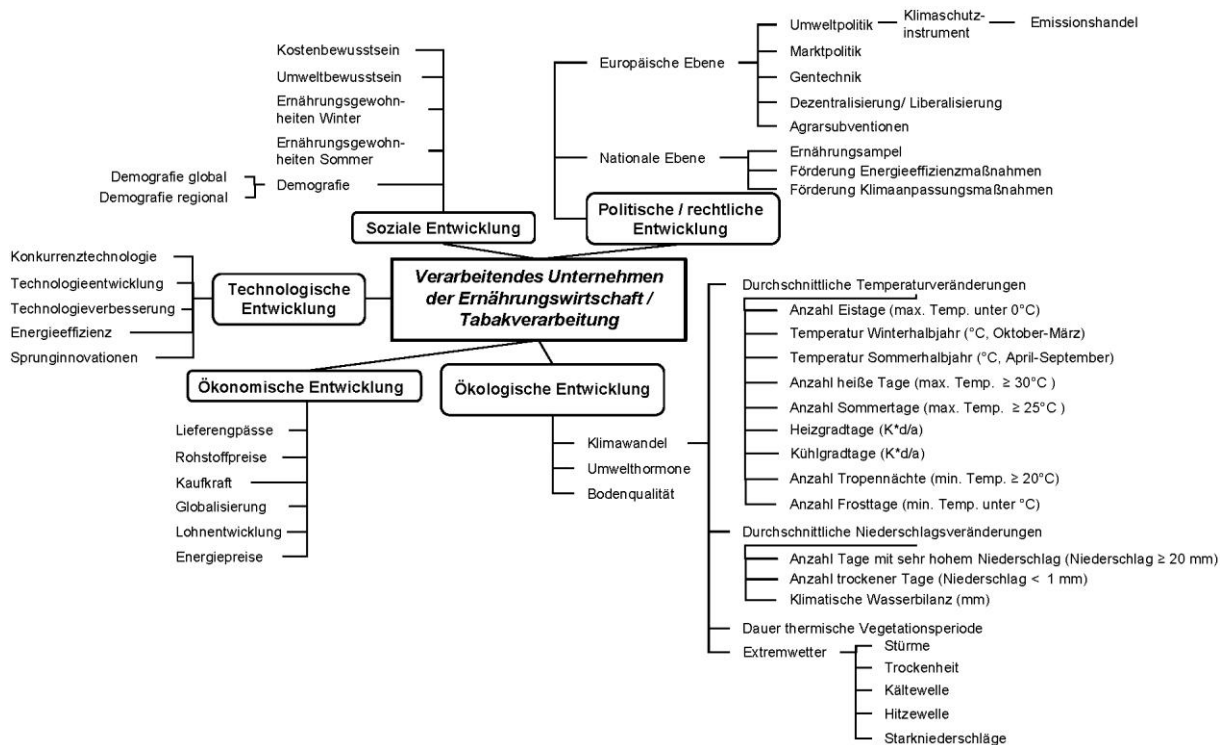 Kostenbewusstsein
Umweltbewusstsein
Ernährungsgewohn-
heiten Winter
Ernährungsgewohn-
heiten Sommer
Demografie
Demografie global
Demografie regional
Soziale Entwicklung
Umweltpolitik
Klimaschutz-
instrument
Emissionshandel
Marktpolitik
Europäische Ebene
Gentechnik
Dezentralisierung/ Liberalisierung
Agrarsubventionen
Nationale Ebene
Ernährungsampel
Förderung Energieeffizienzmaßnahmen
Förderung Klimaanpassungsmaßnahmen
Politische / rechtliche
Entwicklung
Konkurrenztechnologie
Technologieentwicklung
Technologieverbesserung
Energieeffizienz
Sprunginnovationen
Technologische
Entwicklung
Verarbeitendes Unternehmen
der Ernährungswirtschaft /
Tabakverarbeitung
Ökonomische Entwicklung
Lieferengpässe
Rohstoffpreise
Kaufkraft
Globalisierung
Lohnentwicklung
Energiepreise
Ökologische Entwicklung
Klimawandel
Umwelthormone
Bodenqualität
Durchschnittliche Temperaturveränderungen
Anzahl Eistage (max. Temp. unter 0°C)
Temperatur Winterhalbjahr (°C, Oktober-März)
Temperatur Sommerhalbjahr (°C, April-September)
Anzahl heiße Tage (max. Temp. ≥ 30°C )
Anzahl Sommertage (max. Temp. ≥ 25°C )
Heizgradtage (K*d/a)
Kühlgradtage (K*d/a)
Anzahl Tropennächte (min. Temp. ≥ 20°C)
Anzahl Frosttage (min. Temp. unter °C)
Durchschnittliche Niederschlagsveränderungen
Anzahl Tage mit sehr hohem Niederschlag (Niederschlag ≥ 20 mm)
Anzahl trockener Tage (Niederschlag < 1 mm)
Klimatische Wasserbilanz (mm)
Dauer thermische Vegetationsperiode
Extremwetter
Stürme
Trockenheit
Kältewelle
Hitzewelle
Starkniederschläge